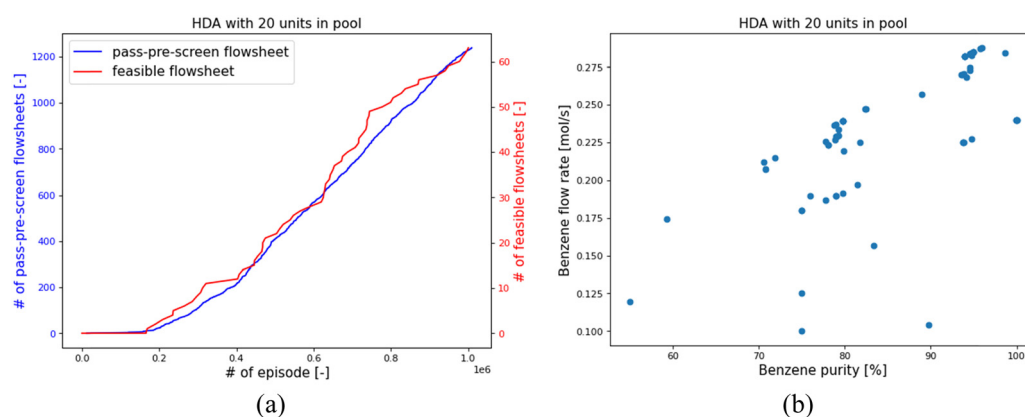 HDA with 20 units in pool
pass-pre-screen flowsheet
feasible flowsheet
# of pass-pre-screen flowsheets [-]
1200
1000
800
600
400
200
0
60
50
40
30
20
10
0
# of feasible flowsheets [-]
0.0 0.2 0.4 0.6 0.8 1.0
1e6
# of episode [-]
(a)
HDA with 20 units in pool
Benzene flow rate [mol/s]
0.275
0.250
0.225
0.200
0.175
0.150
0.125
0.100
60 70 80 90 100
Benzene purity [%]
(b)